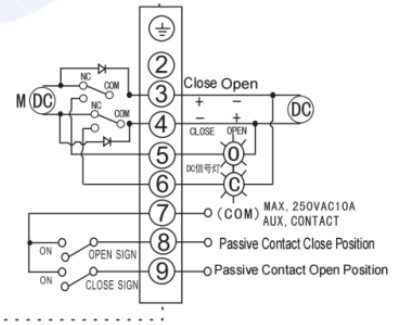 2
Close Open
NC
COM
3
+ −
M DC
DC
NC
COM
4
− +
CLOSE OPEN
5
O
DC信号灯
6
C
7
(COM) MAX, 250VAC10A
AUX, CONTACT
8
Passive Contact Close Position
ON
OPEN SIGN
9
Passive Contact Open Position
ON
CLOSE SIGN